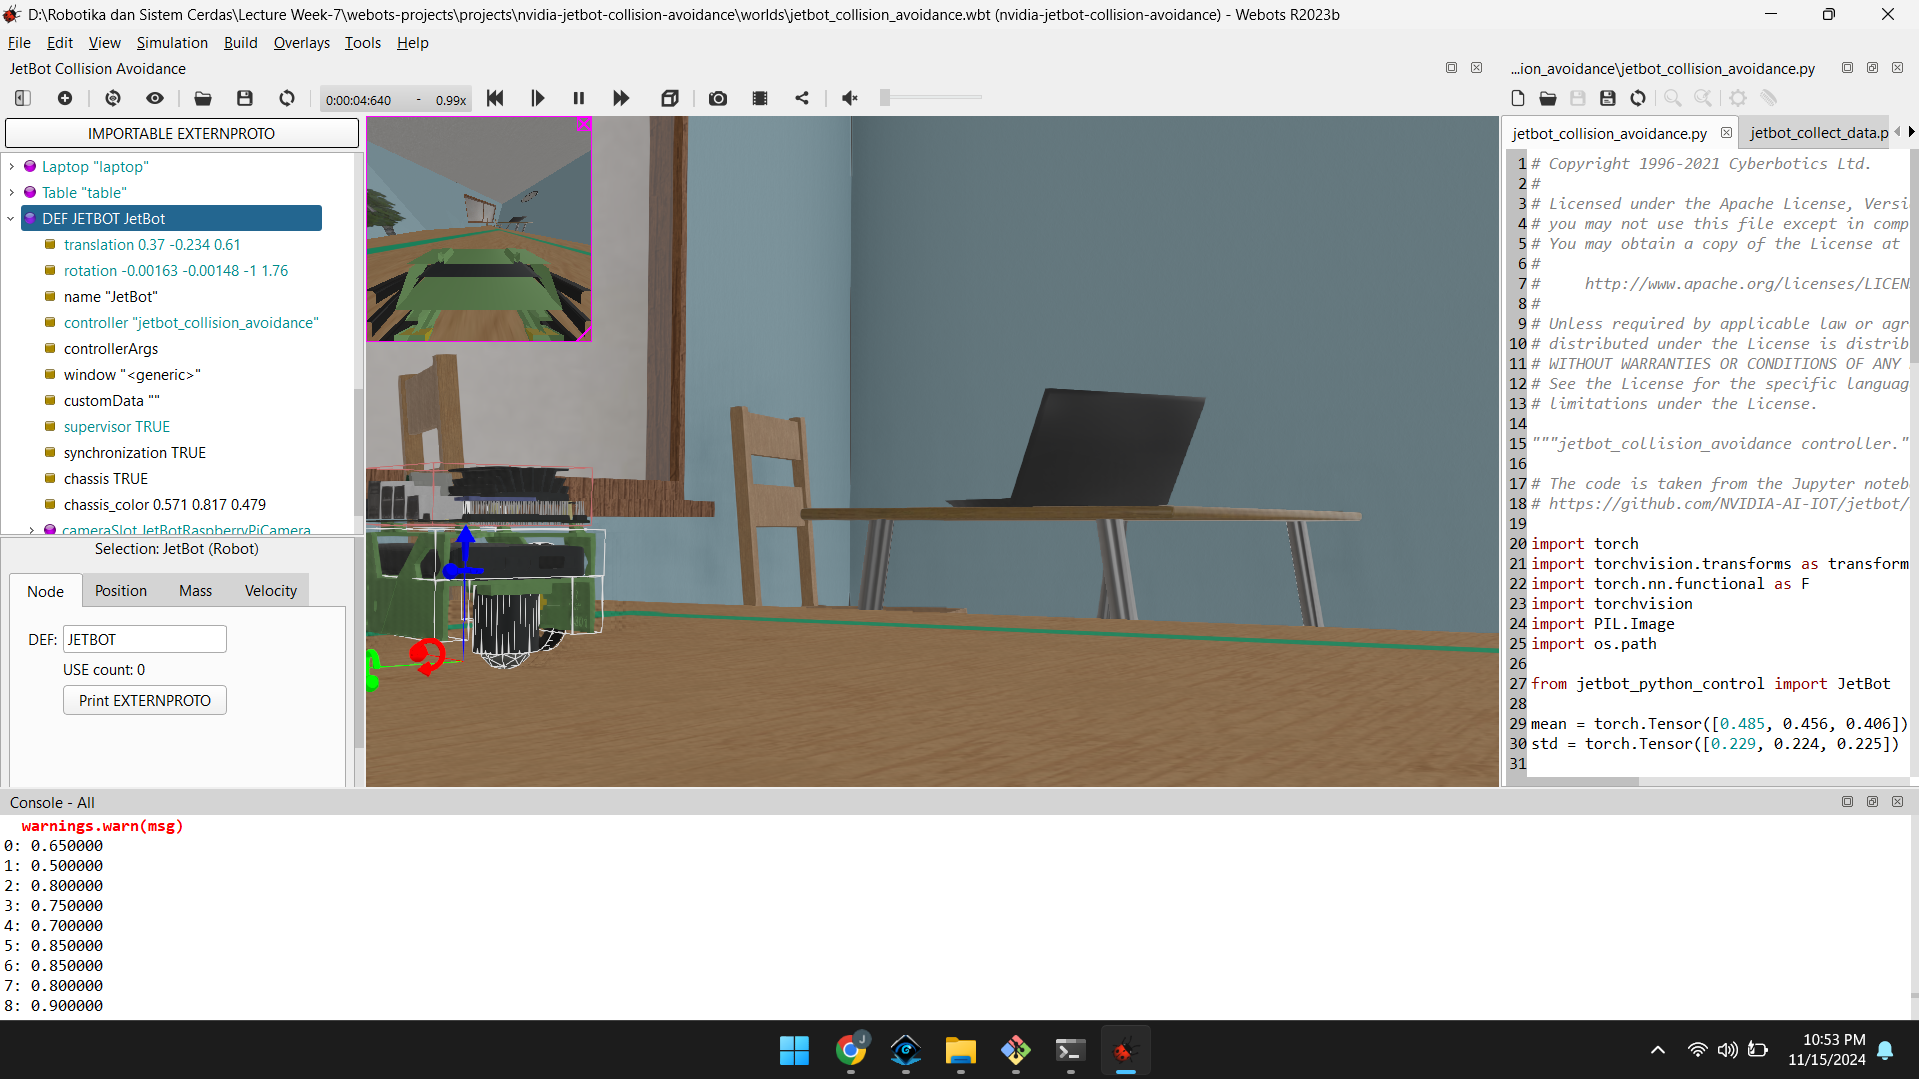 D:\Robotika dan Sistem Cerdas\Lecture Week-7\webots-projects\projects\nvidia-jetbot-collision-avoidance\worlds\jetbot_collision_avoidance.wbt (nvidia-jetbot-collision-avoidance) - Webots R2023b
File Edit View Simulation Build Overlays Tools Help
JetBot Collision Avoidance
...ion_avoidance\jetbot_collision_avoidance.py
0:00:04:640 - 0.99x
IMPORTABLE EXTERNPROTO
Laptop "laptop"
Table "table"
DEF JETBOT JetBot
translation 0.37 -0.234 0.61
rotation -0.00163 -0.00148 -1 1.76
name "JetBot"
controller "jetbot_collision_avoidance"
controllerArgs
window "<generic>"
customData ""
supervisor TRUE
synchronization TRUE
chassis TRUE
chassis_color 0.571 0.817 0.479
cameraSlot JetBotRaspberryPiCamera
Selection: JetBot (Robot)
Node Position Mass Velocity
DEF: JETBOT
USE count: 0
Print EXTERNPROTO
jetbot_collision_avoidance.py jetbot_collect_data.p
1 # Copyright 1996-2021 Cyberbotics Ltd.
2 #
3 # Licensed under the Apache License, Versi
4 # you may not use this file except in comp
5 # You may obtain a copy of the License at
6 #
7 # http://www.apache.org/licenses/LICEN
8 #
9 # Unless required by applicable law or agr
10 # distributed under the License is distrib
11 # WITHOUT WARRANTIES OR CONDITIONS OF ANY
12 # See the License for the specific languag
13 # limitations under the License.
14
15 """jetbot_collision_avoidance controller."
16
17 # The code is taken from the Jupyter noteb
18 # https://github.com/NVIDIA-AI-IOT/jetbot/
19
20 import torch
21 import torchvision.transforms as transform
22 import torch.nn.functional as F
23 import torchvision
24 import PIL.Image
25 import os.path
26
27 from jetbot_python_control import JetBot
28
29 mean = torch.Tensor([0.485, 0.456, 0.406])
30 std = torch.Tensor([0.229, 0.224, 0.225])
31
Console - All
warnings.warn(msg)
0: 0.650000
1: 0.500000
2: 0.800000
3: 0.750000
4: 0.700000
5: 0.850000
6: 0.850000
7: 0.800000
8: 0.900000
J
10:53 PM
11/15/2024